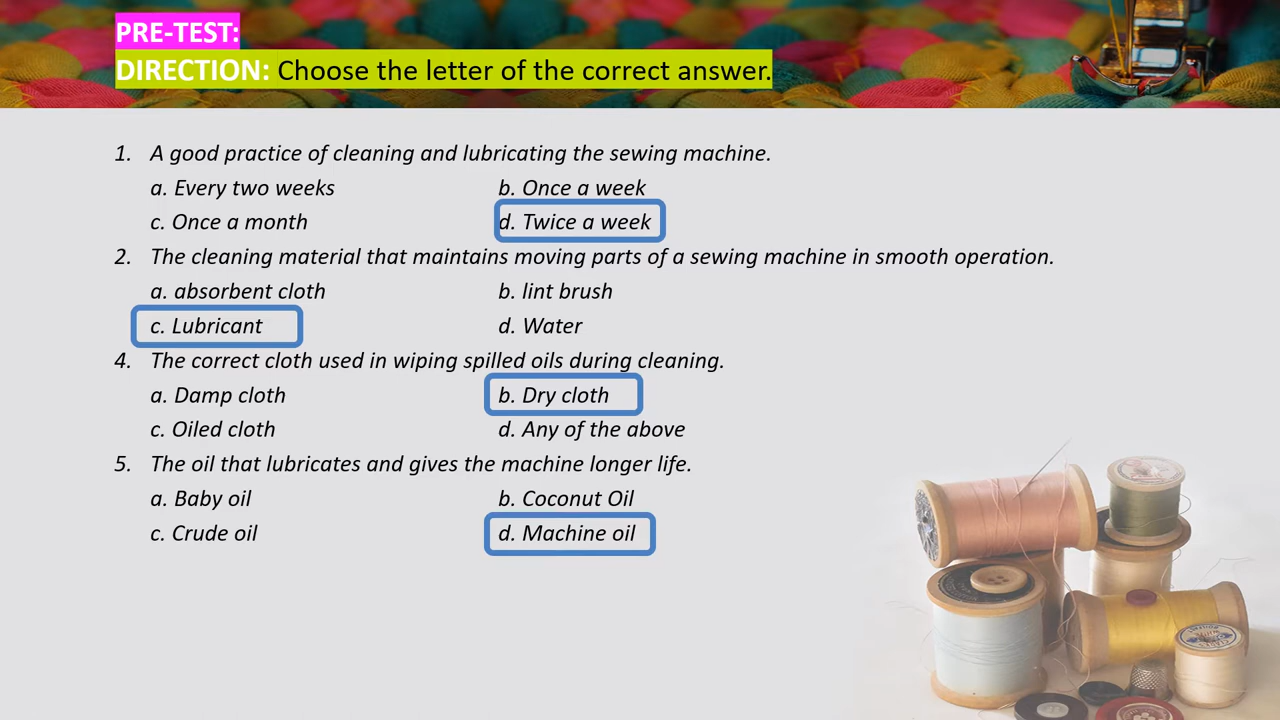 PRE-TEST:
DIRECTION: Choose the letter of the correct answer.
1. A good practice of cleaning and lubricating the sewing machine.
a. Every two weeks b. Once a week
c. Once a month d. Twice a week
2. The cleaning material that maintains moving parts of a sewing machine in smooth operation.
a. absorbent cloth b. lint brush
c. Lubricant d. Water
4. The correct cloth used in wiping spilled oils during cleaning.
a. Damp cloth b. Dry cloth
c. Oiled cloth d. Any of the above
5. The oil that lubricates and gives the machine longer life.
a. Baby oil b. Coconut Oil
c. Crude oil d. Machine oil